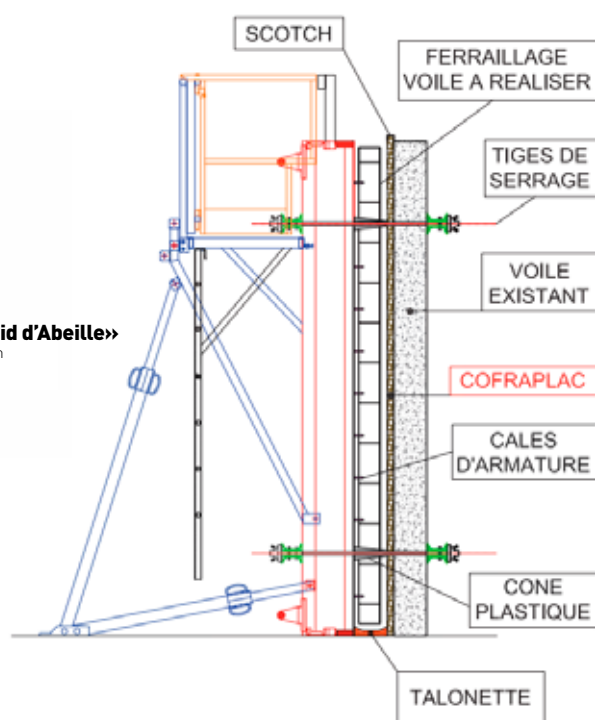 SCOTCH
FERRAILLAGE
VOILE A REALISER
TIGES DE
SERRAGE
VOILE
EXISTANT
id d'Abeille»
n
COFRAPLAC
CALES
D'ARMATURE
CONE
PLASTIQUE
TALONETTE